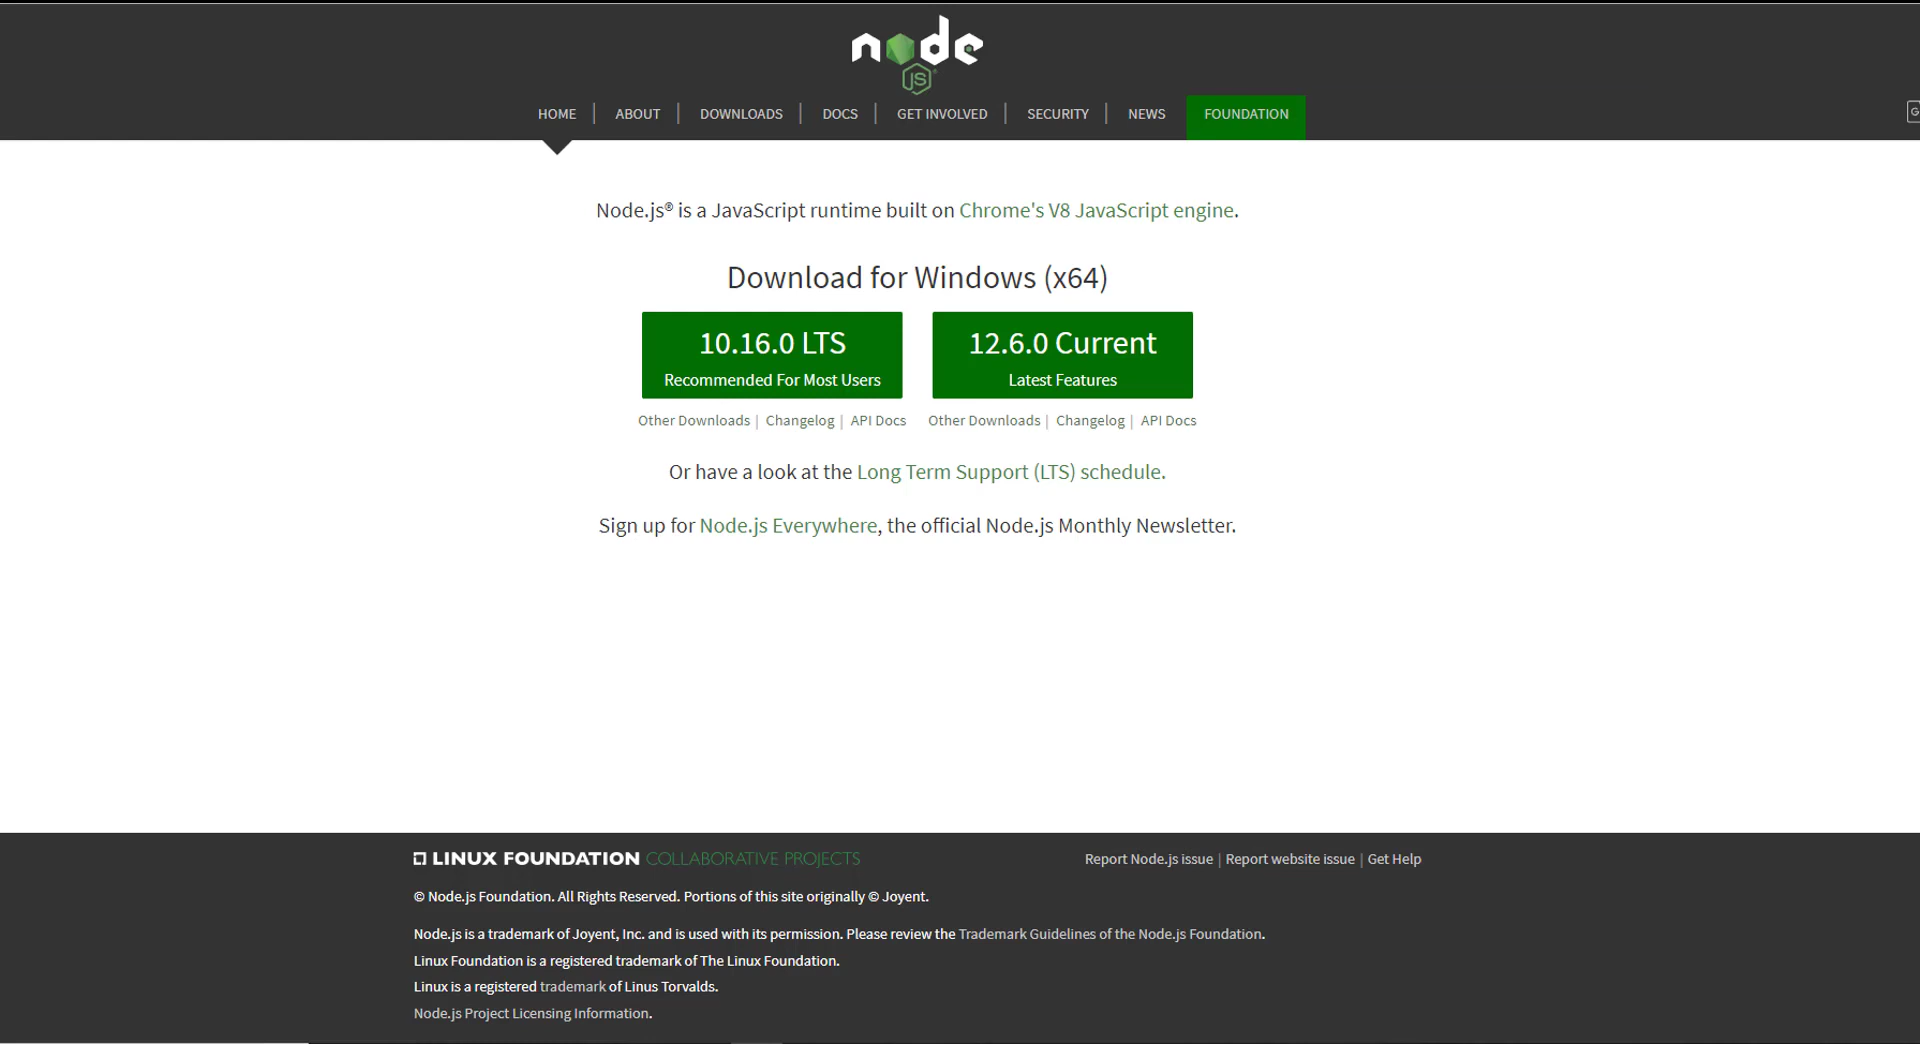 node
JS
HOME | ABOUT | DOWNLOADS | DOCS | GET INVOLVED | SECURITY | NEWS FOUNDATION
Node.js® is a JavaScript runtime built on Chrome's V8 JavaScript engine.
Download for Windows (x64)
10.16.0 LTS
Recommended For Most Users
12.6.0 Current
Latest Features
Other Downloads | Changelog | API Docs
Other Downloads | Changelog | API Docs
Or have a look at the Long Term Support (LTS) schedule.
Sign up for Node.js Everywhere, the official Node.js Monthly Newsletter.
LINUX FOUNDATION COLLABORATIVE PROJECTS
Report Node.js issue | Report website issue | Get Help
© Node.js Foundation. All Rights Reserved. Portions of this site originally © Joyent.
Node.js is a trademark of Joyent, Inc. and is used with its permission. Please review the Trademark Guidelines of the Node.js Foundation.
Linux Foundation is a registered trademark of The Linux Foundation.
Linux is a registered trademark of Linus Torvalds.
Node.js Project Licensing Information.